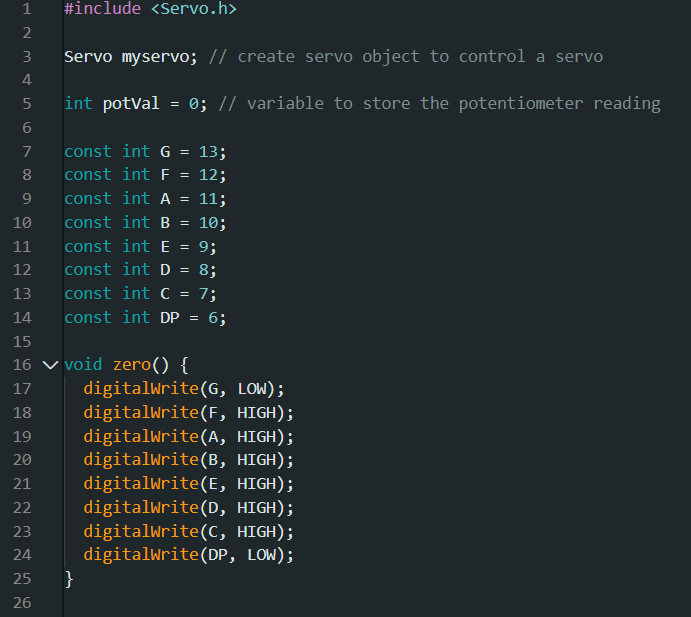 1 #include <Servo.h>
2
3 Servo myservo; // create servo object to control a servo
4
5 int potVal = 0; // variable to store the potentiometer reading
6
7 const int G = 13;
8 const int F = 12;
9 const int A = 11;
10 const int B = 10;
11 const int E = 9;
12 const int D = 8;
13 const int C = 7;
14 const int DP = 6;
15
16 void zero() {
17   digitalWrite(G, LOW);
18   digitalWrite(F, HIGH);
19   digitalWrite(A, HIGH);
20   digitalWrite(B, HIGH);
21   digitalWrite(E, HIGH);
22   digitalWrite(D, HIGH);
23   digitalWrite(C, HIGH);
24   digitalWrite(DP, LOW);
25 }
26